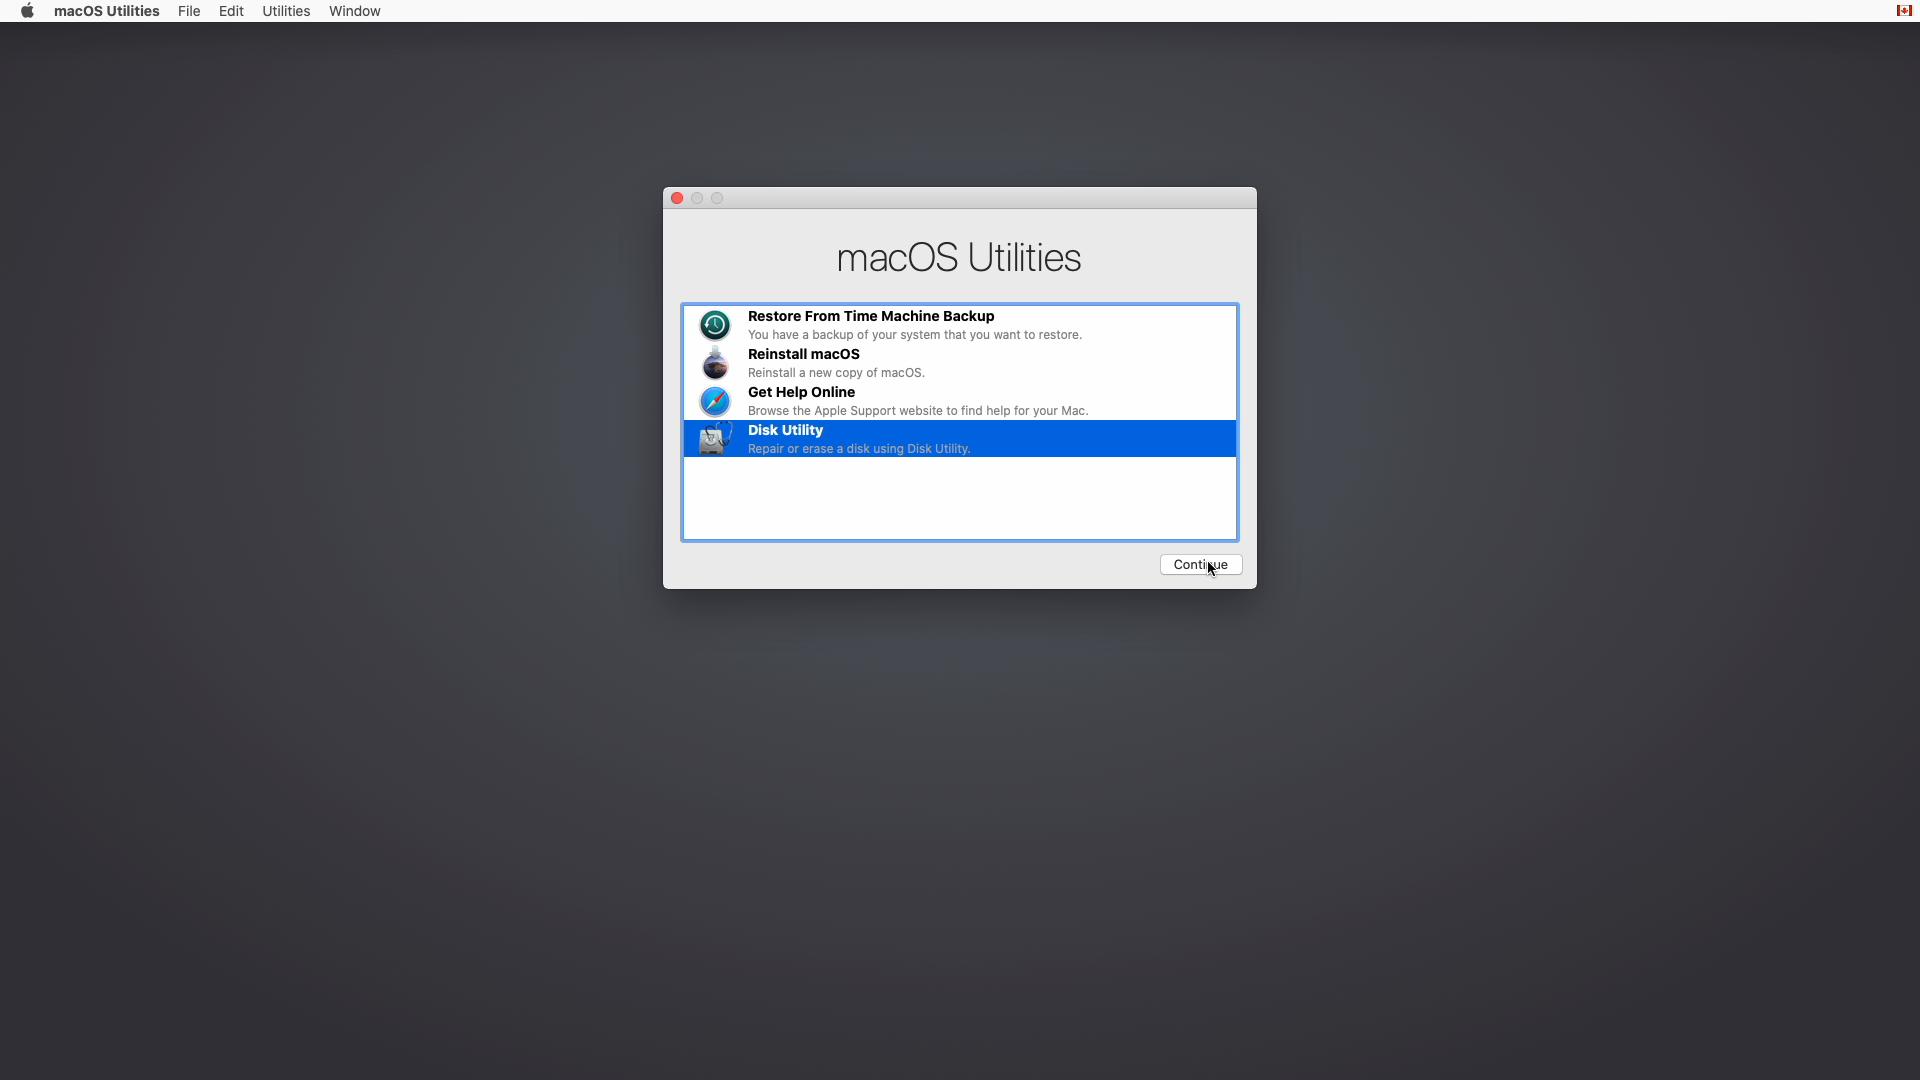 macOS Utilities File Edit Utilities Window
macOS Utilities
Restore From Time Machine Backup
You have a backup of your system that you want to restore.
Reinstall macOS
Reinstall a new copy of macOS.
Get Help Online
Browse the Apple Support website to find help for your Mac.
Disk Utility
Repair or erase a disk using Disk Utility.
Continue